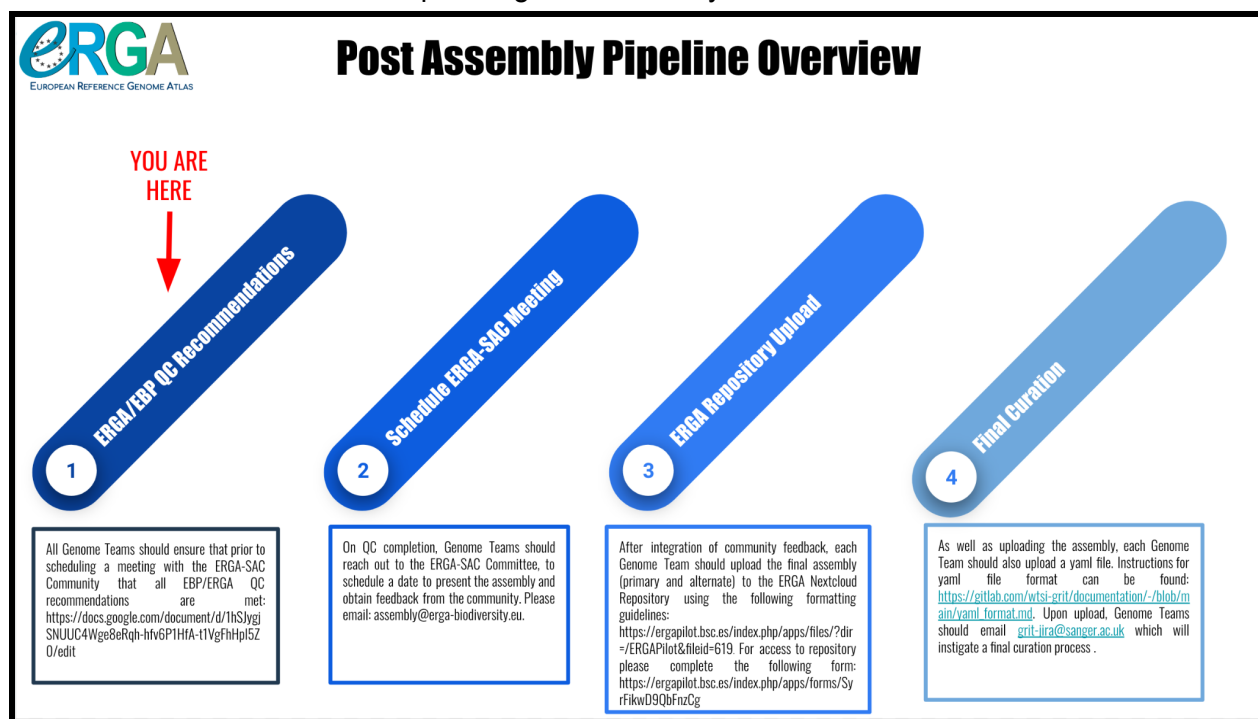 eRGA
EUROPEAN REFERENCE GENOME ATLAS
Post Assembly Pipeline Overview
YOU ARE
HERE
ERGA/EBP QC Recommendations
1
All Genome Teams should ensure that prior to
scheduling a meeting with the ERGA-SAC
Community that all EBP/ERGA QC
recommendations are met:
https://docs.google.com/document/d/1hSJygj
SNUUC4Wge8eRqh-hfv6P1HfA-t1VgFhHpI5Z
0/edit
Schedule ERGA-SAC Meeting
2
On QC completion, Genome Teams should
reach out to the ERGA-SAC Committee, to
schedule a date to present the assembly and
obtain feedback from the community. Please
email: assembly@erga-biodiversity.eu.
ERGA Repository Upload
3
After integration of community feedback, each
Genome Team should upload the final assembly
(primary and alternate) to the ERGA Nextcloud
Repository using the following formatting
guidelines:
https://ergapilot.bsc.es/index.php/apps/files/?dir
=/ERGAPilot&fileid=619. For access to repository
please complete the following form:
https://ergapilot.bsc.es/index.php/apps/forms/Sy
rFikwD9QbFnzCg
Final Curation
4
As well as uploading the assembly, each Genome
Team should also upload a yaml file. Instructions for
yaml file format can be found:
https://gitlab.com/wtsi-grit/documentation/-/blob/m
ain/yaml_format.md. Upon upload, Genome Teams
should email grit-jira@sanger.ac.uk which will
instigate a final curation process .